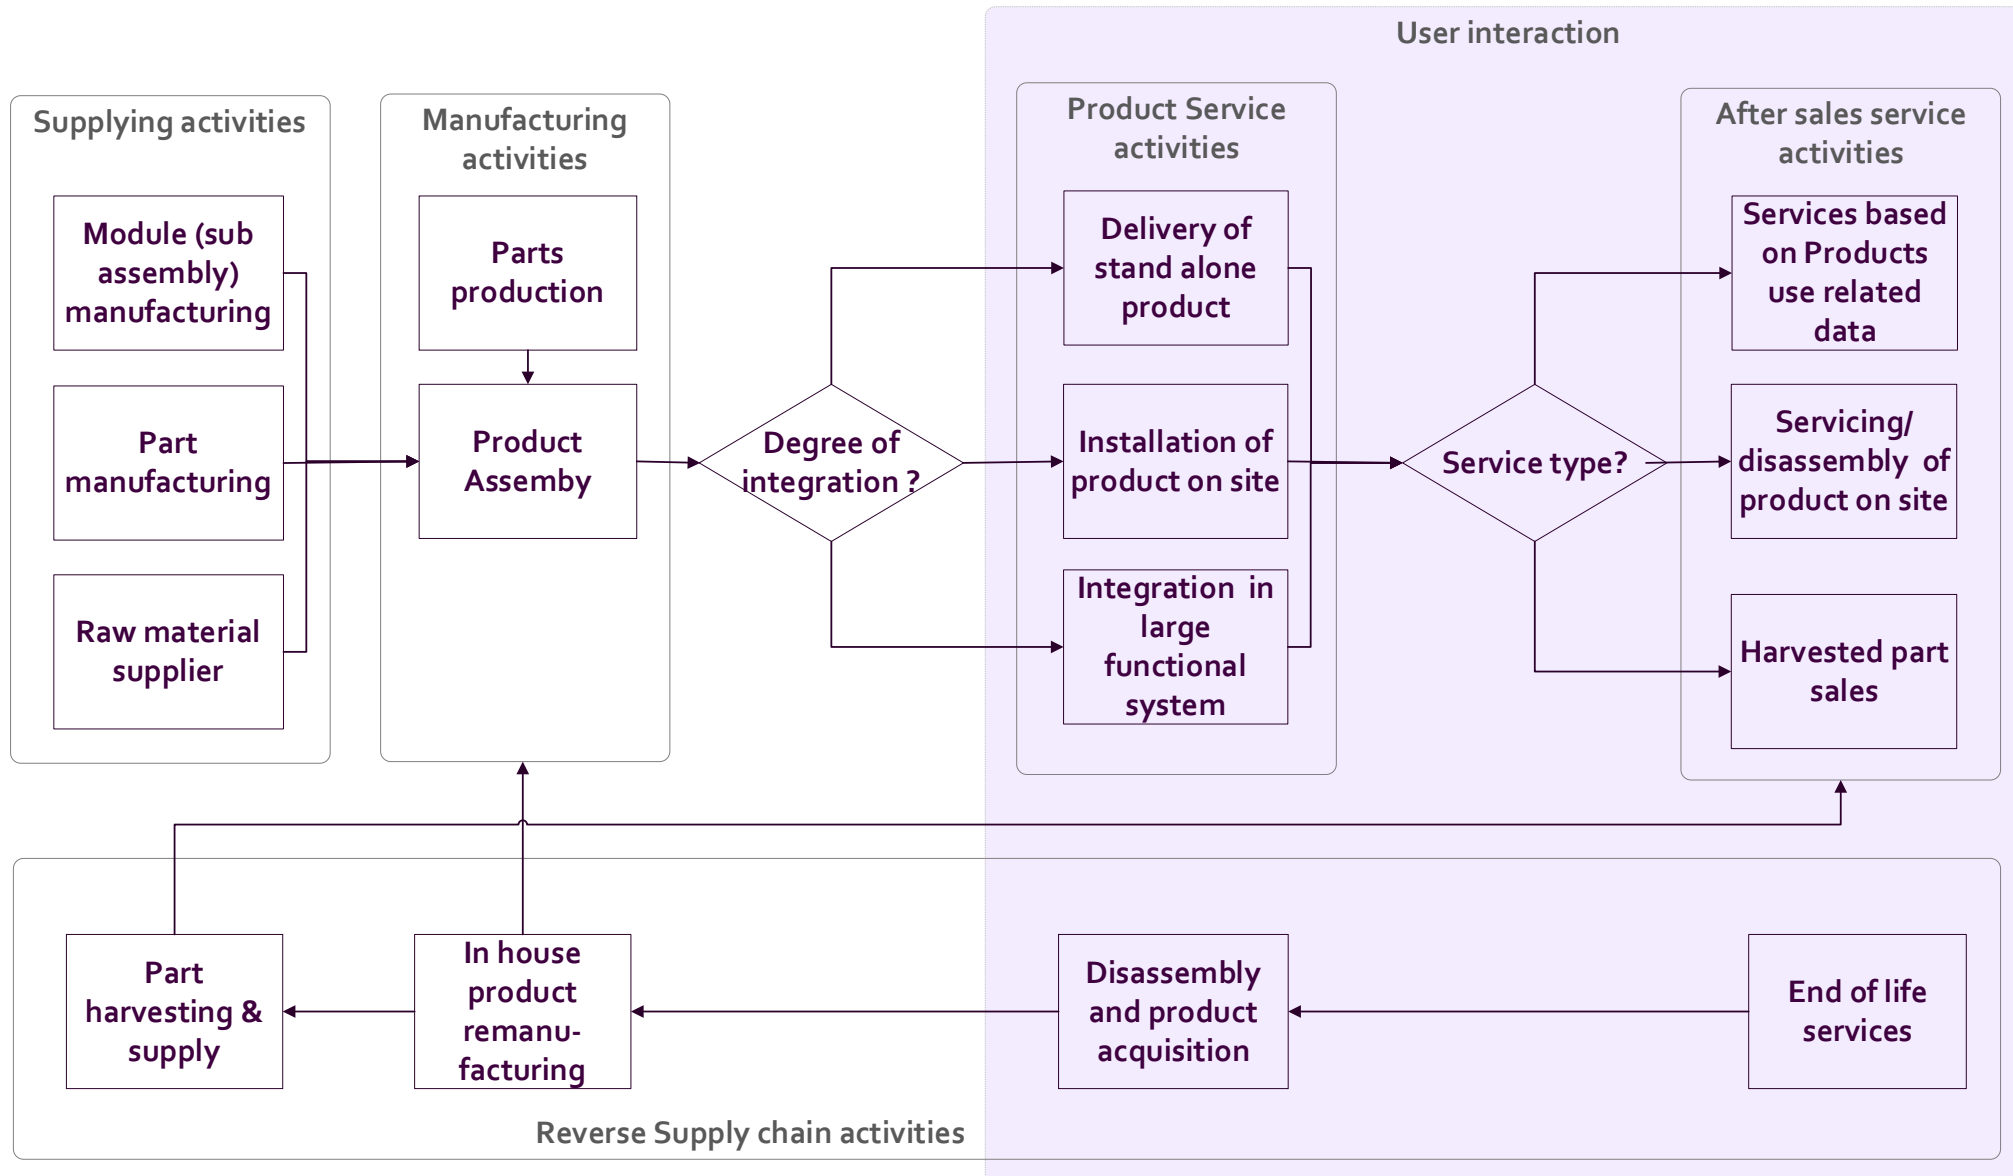 User interaction
Supplying activities
Module (sub
assembly)
manufacturing
Part
manufacturing
Raw material
supplier
Manufacturing
activities
Parts
production
Product
Assemby
Degree of
integration ?
Product Service
activities
Delivery of
stand alone
product
Installation of
product on site
Integration in
large
functional
system
Service type?
After sales service
activities
Services based
on Products
use related
data
Servicing/
disassembly of
product on site
Harvested part
sales
Part
harvesting &
supply
In house
product
remanu-
facturing
Disassembly
and product
acquisition
End of life
services
Reverse Supply chain activities